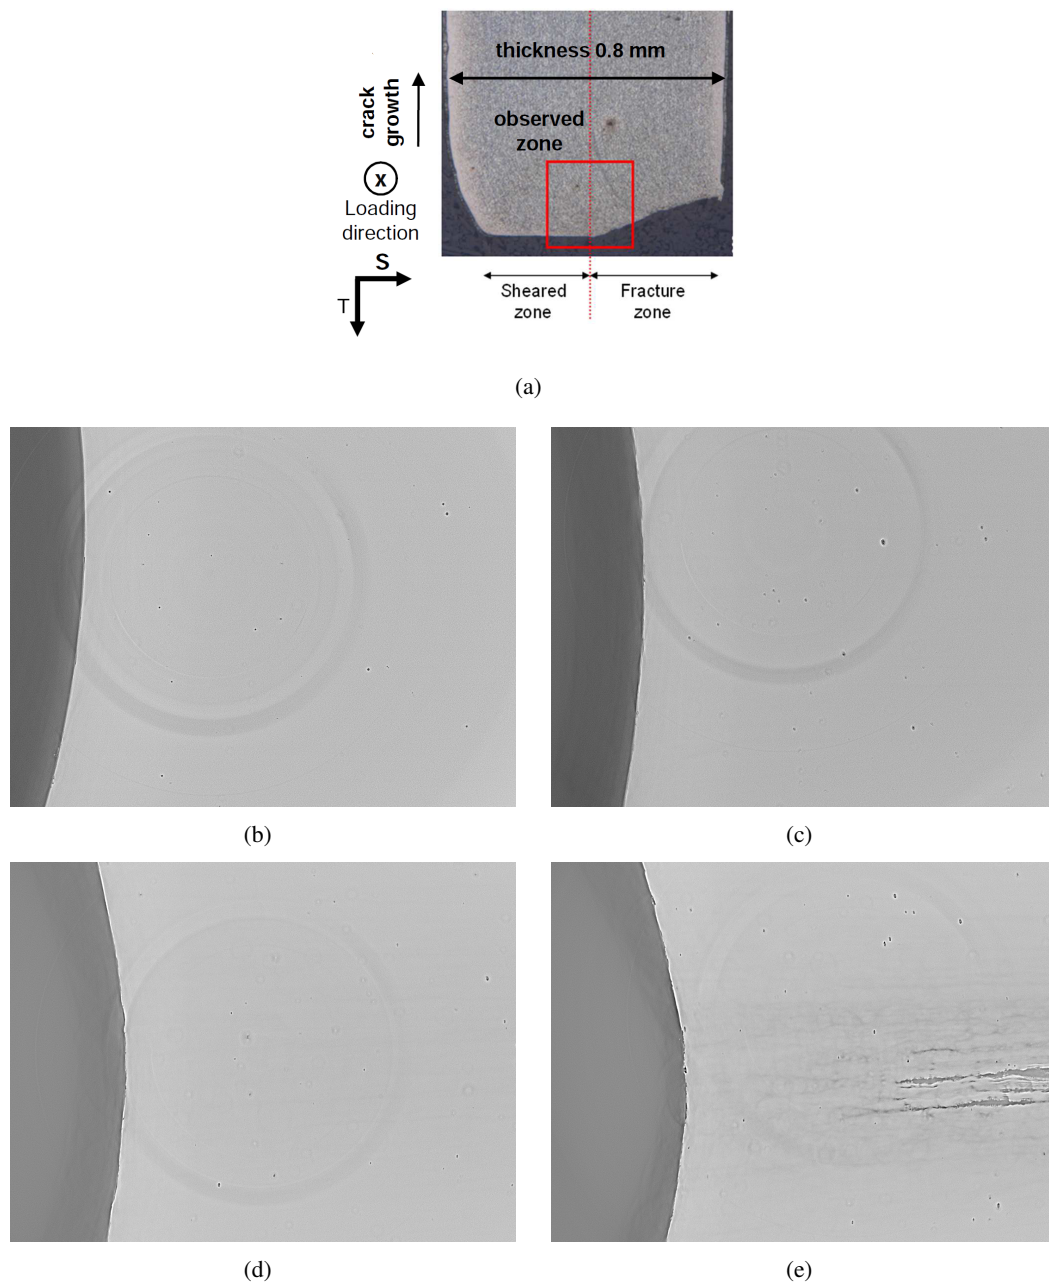 thickness 0.8 mm
crack
growth
observed
zone
x
Loading
direction
S
T
Sheared
zone
Fracture
zone
(a)
(b)
(c)
(d)
(e)